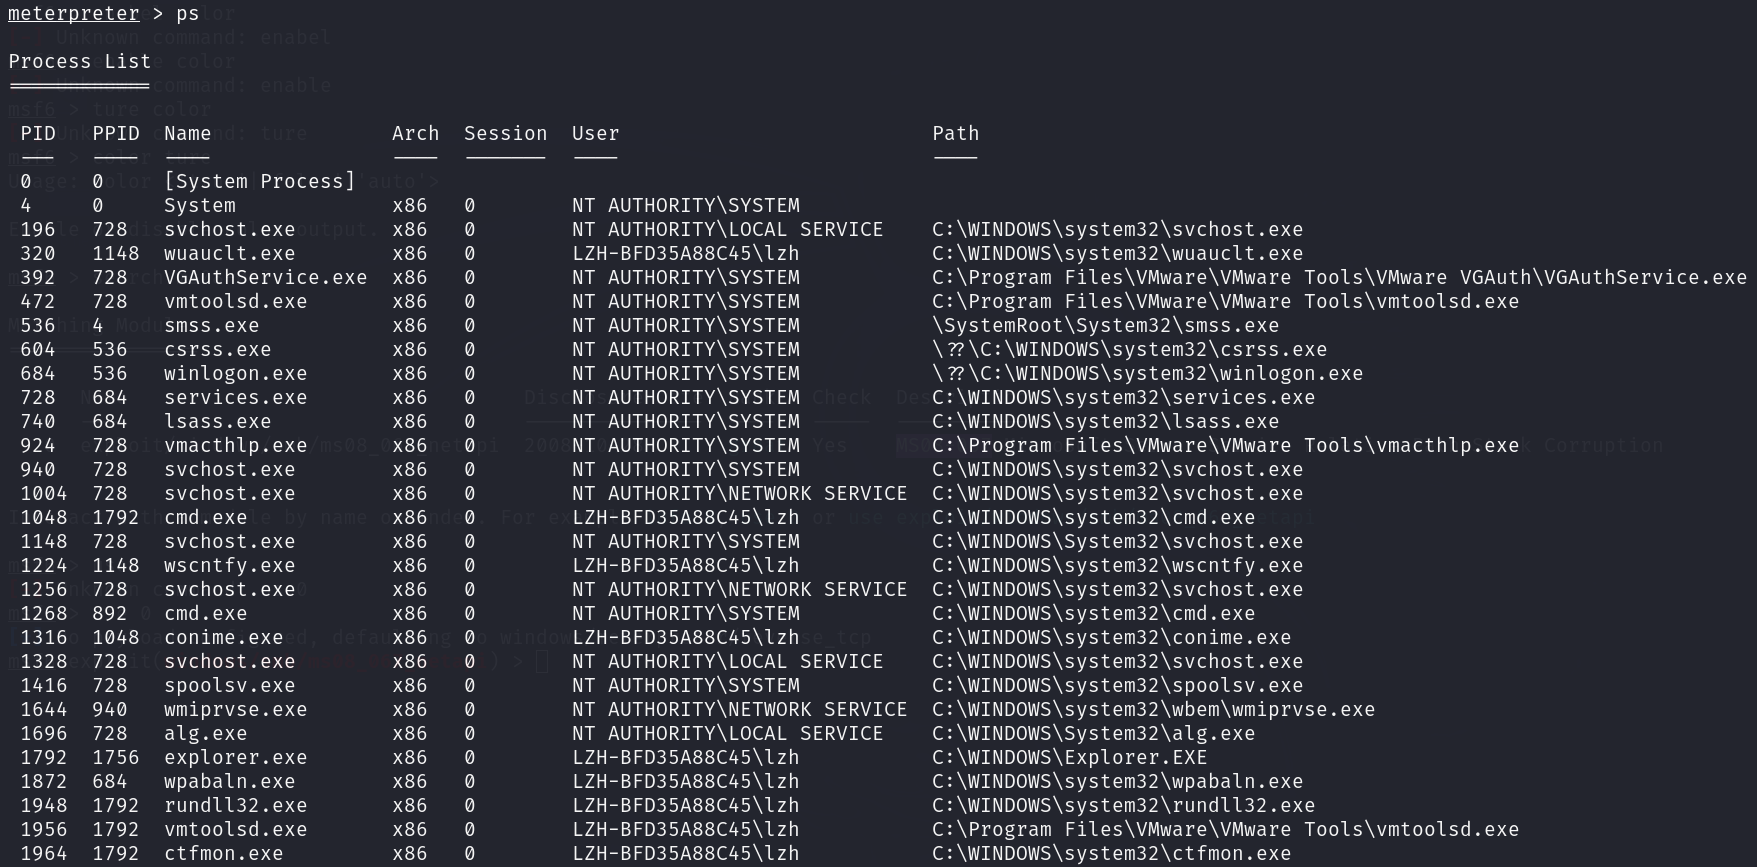 meterpreter > ps
Process List
PID PPID Name Arch Session User Path
0 0 [System Process]
4 0 System x86 0 NT AUTHORITY\SYSTEM
196 728 svchost.exe x86 0 NT AUTHORITY\LOCAL SERVICE C:\WINDOWS\system32\svchost.exe
320 1148 wuauclt.exe x86 0 LZH-BFD35A88C45\lzh C:\WINDOWS\system32\wuauclt.exe
392 728 VGAuthService.exe x86 0 NT AUTHORITY\SYSTEM C:\Program Files\VMware\VMware Tools\VMware VGAuth\VGAuthService.exe
472 728 vmtoolsd.exe x86 0 NT AUTHORITY\SYSTEM C:\Program Files\VMware\VMware Tools\vmtoolsd.exe
536 4 smss.exe x86 0 NT AUTHORITY\SYSTEM \SystemRoot\System32\smss.exe
604 536 csrss.exe x86 0 NT AUTHORITY\SYSTEM \??\C:\WINDOWS\system32\csrss.exe
684 536 winlogon.exe x86 0 NT AUTHORITY\SYSTEM \??\C:\WINDOWS\system32\winlogon.exe
728 684 services.exe x86 0 NT AUTHORITY\SYSTEM C:\WINDOWS\system32\services.exe
740 684 lsass.exe x86 0 NT AUTHORITY\SYSTEM C:\WINDOWS\system32\lsass.exe
924 728 vmacthlp.exe x86 0 NT AUTHORITY\SYSTEM C:\Program Files\VMware\VMware Tools\vmacthlp.exe
940 728 svchost.exe x86 0 NT AUTHORITY\SYSTEM C:\WINDOWS\system32\svchost.exe
1004 728 svchost.exe x86 0 NT AUTHORITY\NETWORK SERVICE C:\WINDOWS\system32\svchost.exe
1048 1792 cmd.exe x86 0 LZH-BFD35A88C45\lzh C:\WINDOWS\system32\cmd.exe
1148 728 svchost.exe x86 0 NT AUTHORITY\SYSTEM C:\WINDOWS\System32\svchost.exe
1224 1148 wscntfy.exe x86 0 LZH-BFD35A88C45\lzh C:\WINDOWS\system32\wscntfy.exe
1256 728 svchost.exe x86 0 NT AUTHORITY\NETWORK SERVICE C:\WINDOWS\system32\svchost.exe
1268 892 cmd.exe x86 0 NT AUTHORITY\SYSTEM C:\WINDOWS\system32\cmd.exe
1316 1048 conime.exe x86 0 LZH-BFD35A88C45\lzh C:\WINDOWS\system32\conime.exe
1328 728 svchost.exe x86 0 NT AUTHORITY\LOCAL SERVICE C:\WINDOWS\system32\svchost.exe
1416 728 spoolsv.exe x86 0 NT AUTHORITY\SYSTEM C:\WINDOWS\system32\spoolsv.exe
1644 940 wmiprvse.exe x86 0 NT AUTHORITY\NETWORK SERVICE C:\WINDOWS\system32\wbem\wmiprvse.exe
1696 728 alg.exe x86 0 NT AUTHORITY\LOCAL SERVICE C:\WINDOWS\System32\alg.exe
1792 1756 explorer.exe x86 0 LZH-BFD35A88C45\lzh C:\WINDOWS\Explorer.EXE
1872 684 wpabaln.exe x86 0 LZH-BFD35A88C45\lzh C:\WINDOWS\system32\wpabaln.exe
1948 1792 rundll32.exe x86 0 LZH-BFD35A88C45\lzh C:\WINDOWS\system32\rundll32.exe
1956 1792 vmtoolsd.exe x86 0 LZH-BFD35A88C45\lzh C:\Program Files\VMware\VMware Tools\vmtoolsd.exe
1964 1792 ctfmon.exe x86 0 LZH-BFD35A88C45\lzh C:\WINDOWS\system32\ctfmon.exe